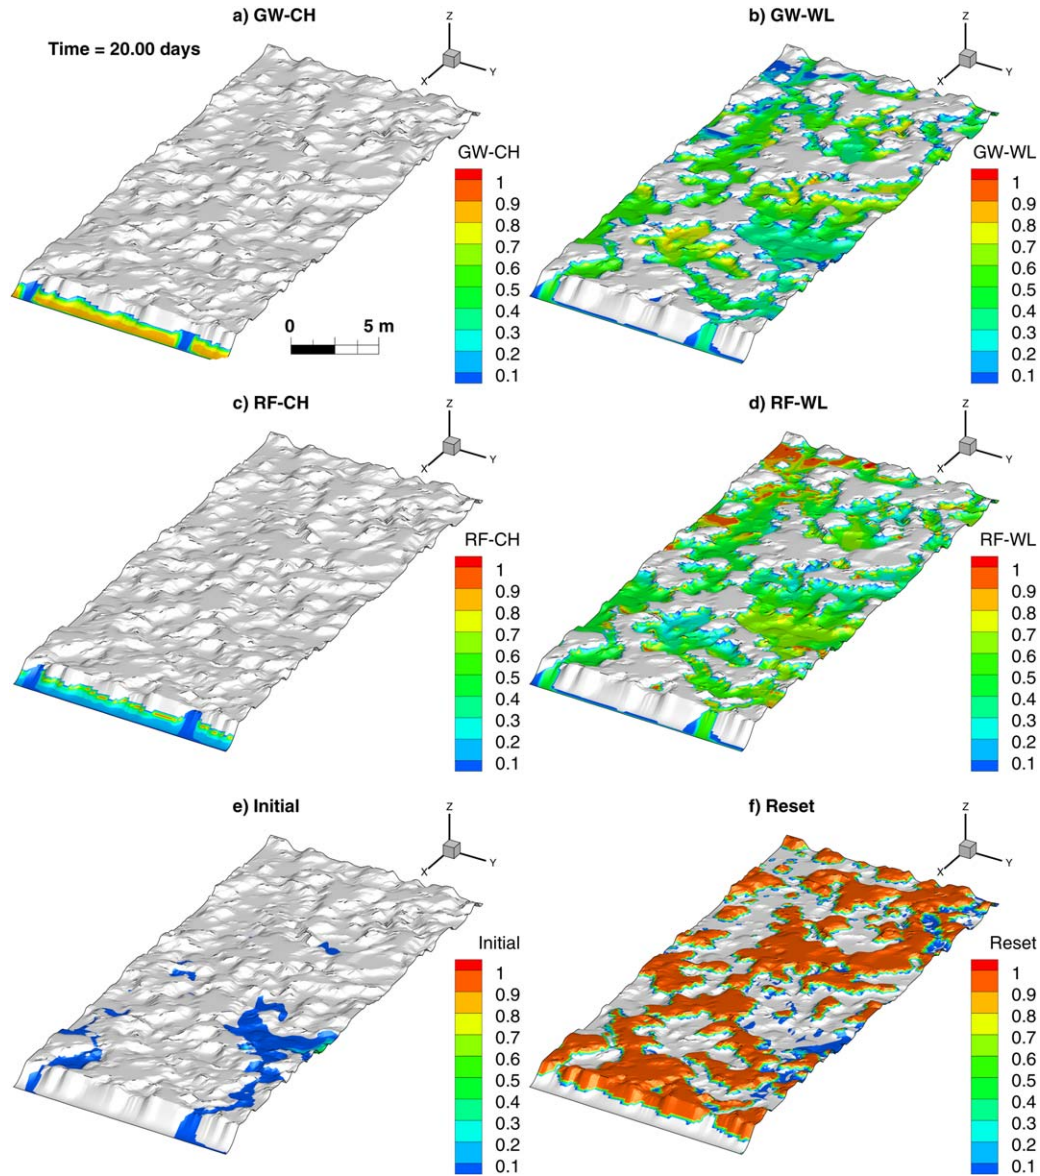 a) GW-CH
Time = 20.00 days
Z
X
Y
GW-CH
1
0.9
0.8
0.7
0.6
0.5
0.4
0.3
0.2
0.1
0 5 m
b) GW-WL
Z
X
Y
GW-WL
1
0.9
0.8
0.7
0.6
0.5
0.4
0.3
0.2
0.1
c) RF-CH
Z
X
Y
RF-CH
1
0.9
0.8
0.7
0.6
0.5
0.4
0.3
0.2
0.1
d) RF-WL
Z
X
Y
RF-WL
1
0.9
0.8
0.7
0.6
0.5
0.4
0.3
0.2
0.1
e) Initial
Z
X
Y
Initial
1
0.9
0.8
0.7
0.6
0.5
0.4
0.3
0.2
0.1
f) Reset
Z
X
Y
Reset
1
0.9
0.8
0.7
0.6
0.5
0.4
0.3
0.2
0.1